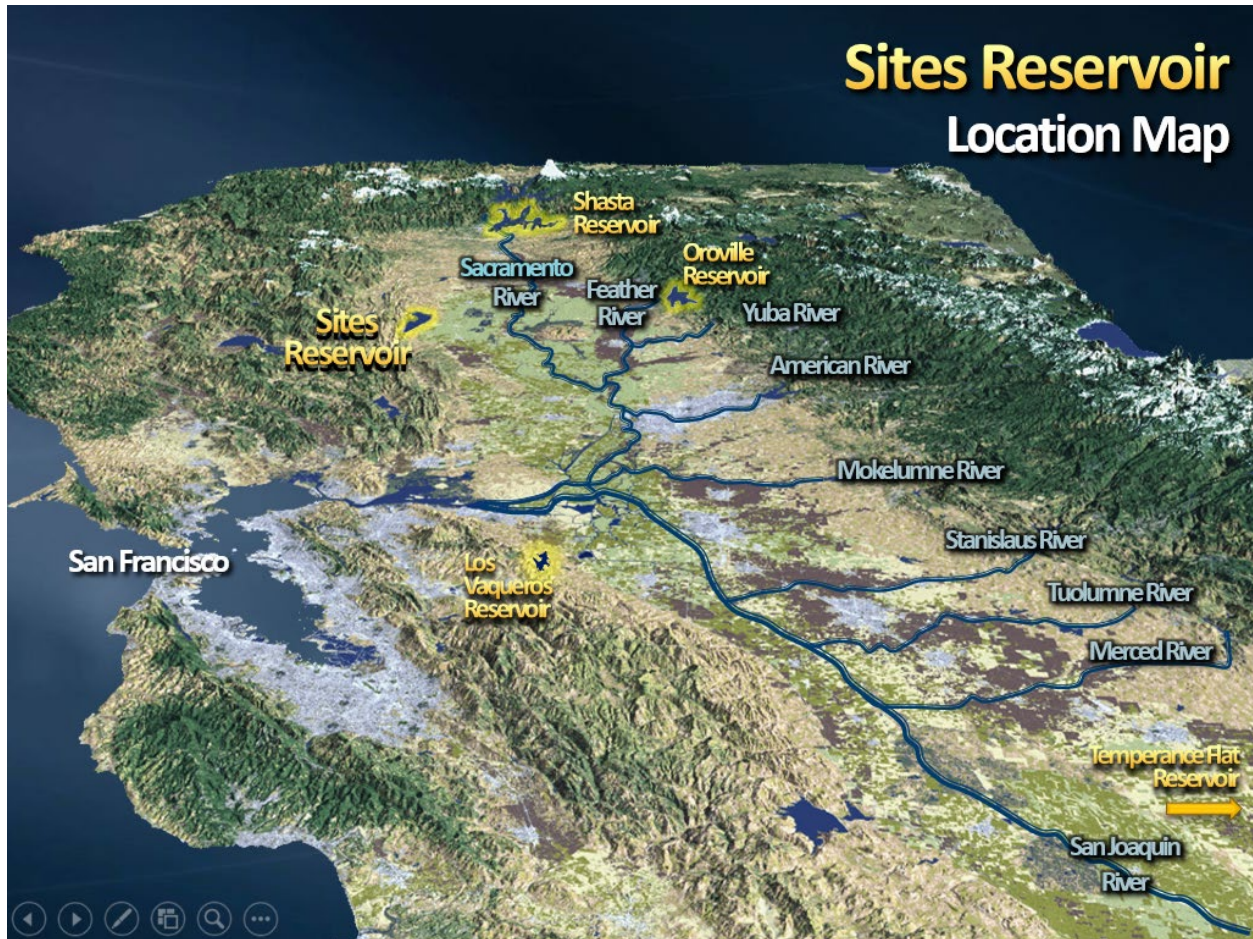 Sites Reservoir
Location Map
Shasta
Reservoir
Oroville
Reservoir
Sacramento
River
Feather
River
Yuba River
Sites
Reservoir
American River
Mokelumne River
San Francisco
Los
Vaqueros
Reservoir
Stanislaus River
Tuolumne River
Merced River
Temperance Flat
Reservoir
San Joaquin
River